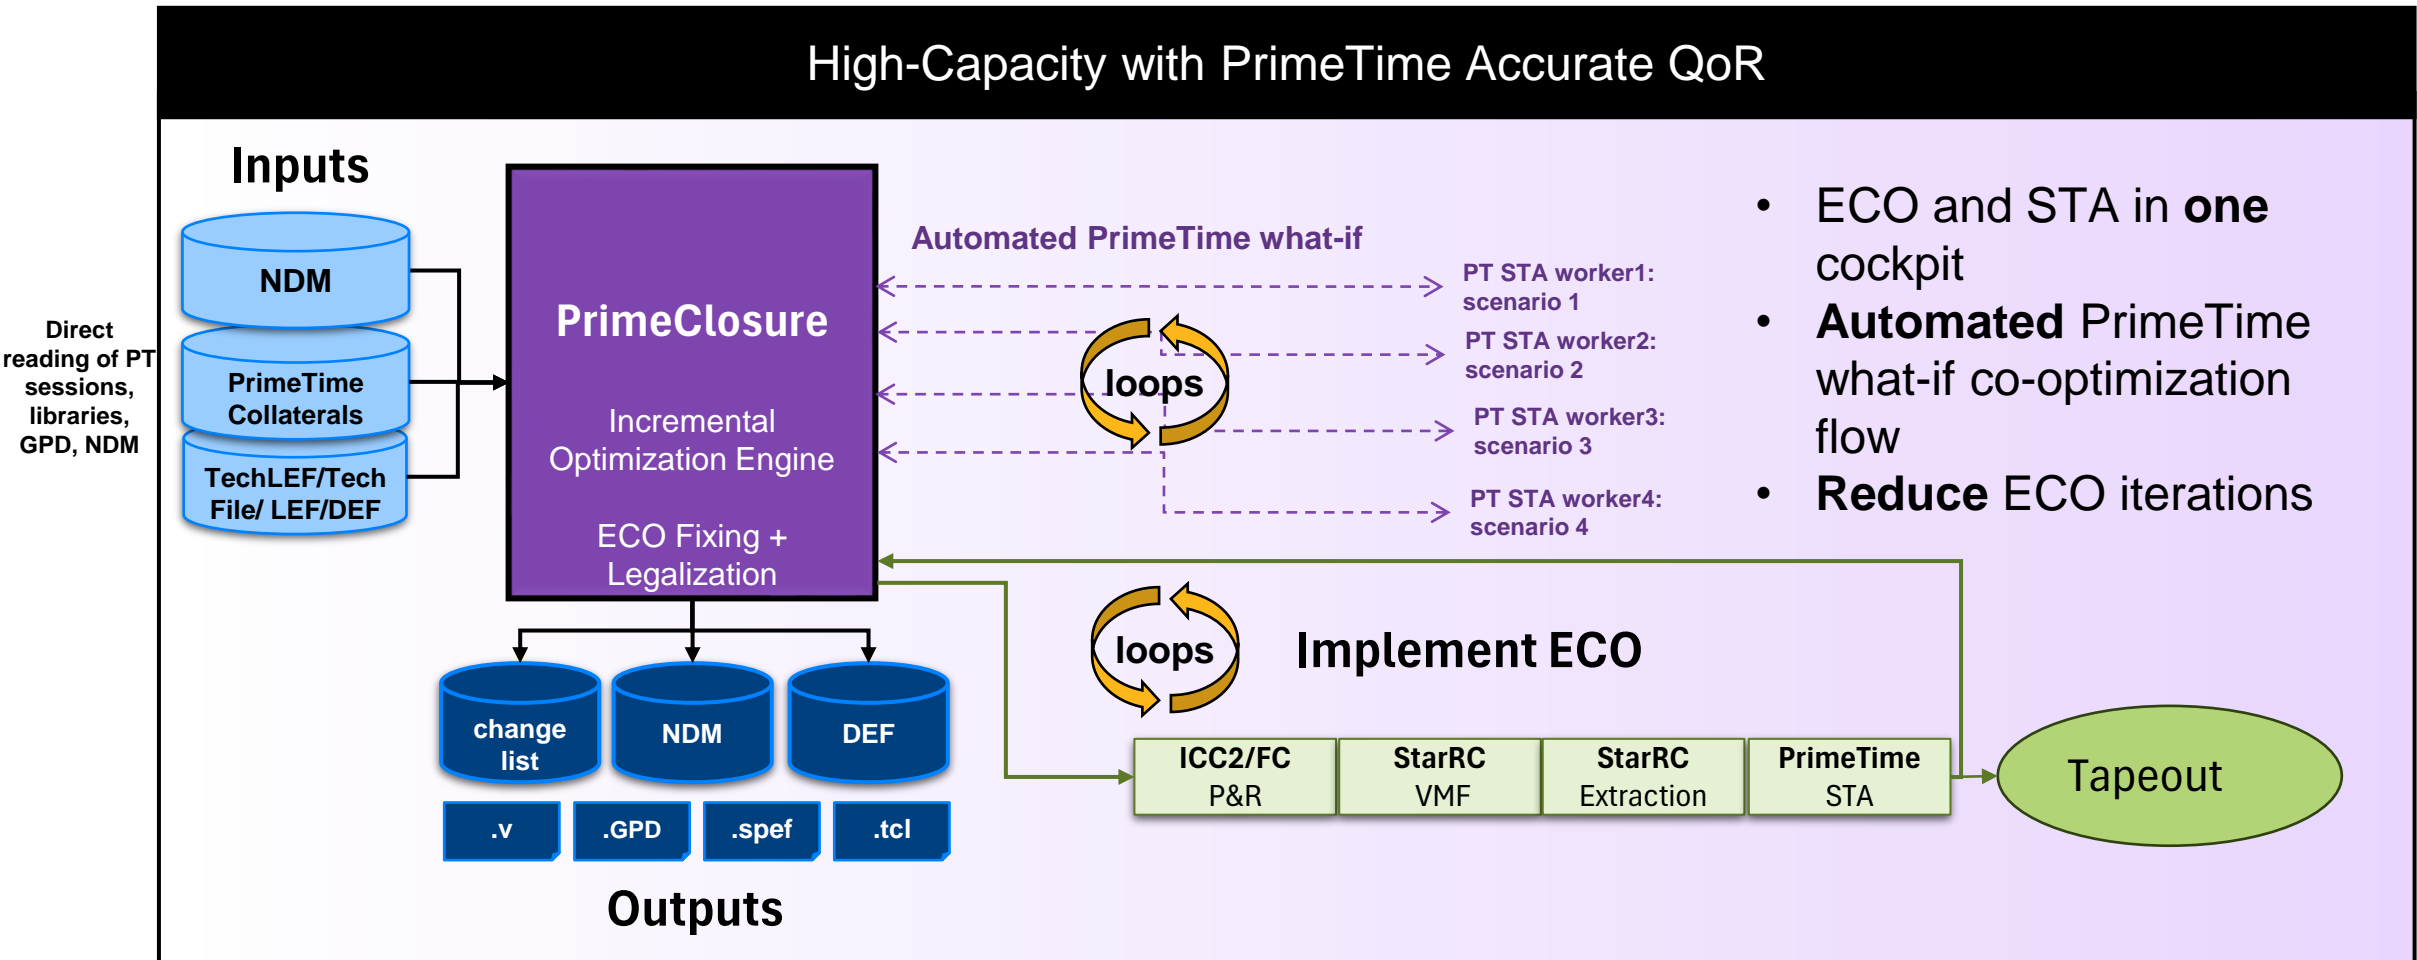 High-Capacity with PrimeTime Accurate QoR
Inputs
NDM
PrimeTime
Collaterals
TechLEF/Tech
File/ LEF/DEF
Direct
reading of PT
sessions,
libraries,
GPD, NDM
PrimeClosure
Incremental
Optimization Engine
ECO Fixing +
Legalization
Automated PrimeTime what-if
loops
PT STA worker1:
scenario 1
PT STA worker2:
scenario 2
PT STA worker3:
scenario 3
PT STA worker4:
scenario 4
• ECO and STA in one
cockpit
• Automated PrimeTime
what-if co-optimization
flow
• Reduce ECO iterations
change
list
NDM
DEF
.v
.GPD
.spef
.tcl
Outputs
loops
Implement ECO
ICC2/FC
P&R
StarRC
VMF
StarRC
Extraction
PrimeTime
STA
Tapeout